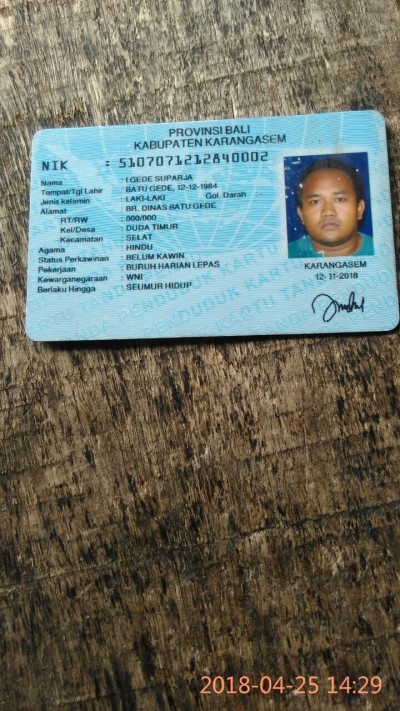 PROVINSI BALI
KABUPATEN KARANGASEM
NIK : 5107071212840002
Nama : I GEDE SUPARJA
Tempat/Tgl Lahir : BATU GEDE, 12-12-1984
Jenis kelamin : LAKI-LAKI Gol. Darah
Alamat : BR. DINAS BATU GEDE
RT/RW : 000/000
Kel/Desa : DUDA TIMUR
Kecamatan : SELAT
Agama : HINDU
Status Perkawinan : BELUM KAWIN
Pekerjaan : BURUH HARIAN LEPAS
Kewarganegaraan : WNI
Berlaku Hingga : SEUMUR HIDUP
KARANGASEM
12-11-2018
2018-04-25 14:29